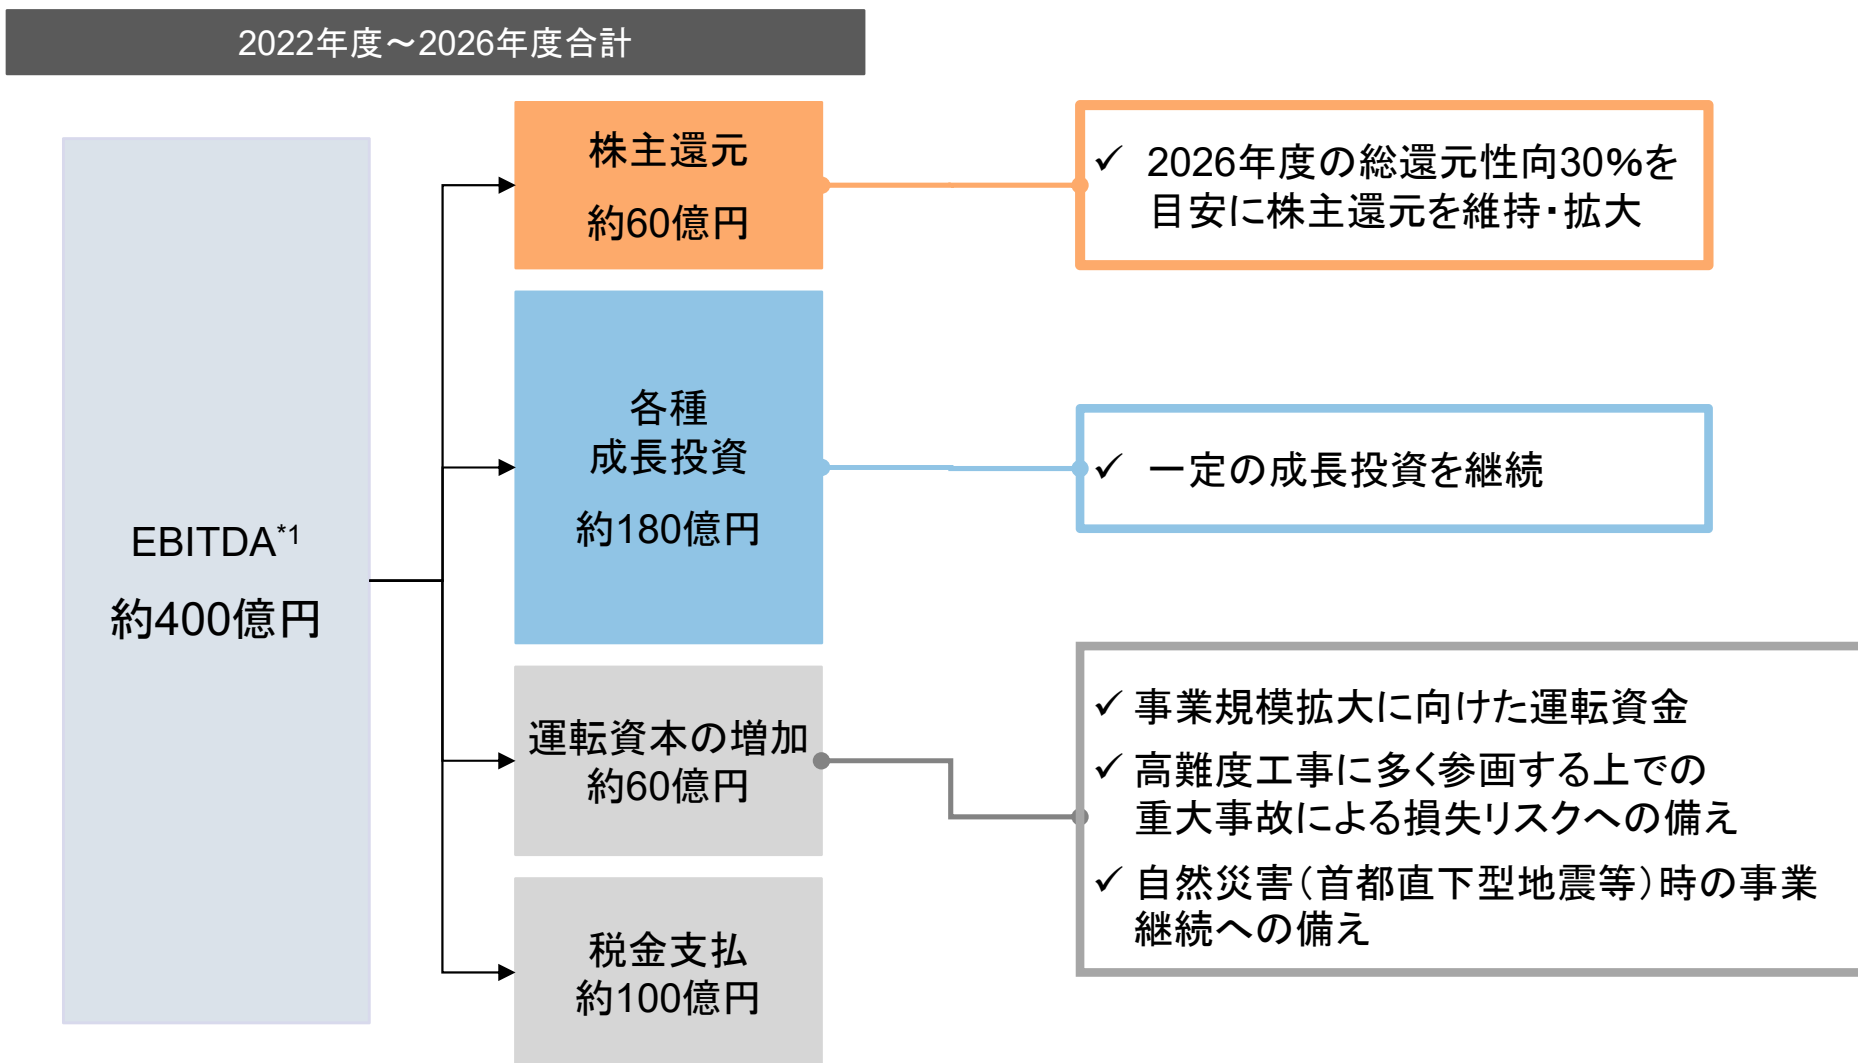 2022年度～2026年度合計
EBITDA*1
約400億円
株主還元
約60億円
✓ 2026年度の総還元性向30%を
目安に株主還元を維持・拡大
各種
成長投資
約180億円
✓ 一定の成長投資を継続
運転資本の増加
約60億円
✓ 事業規模拡大に向けた運転資金
✓ 高難度工事に多く参画する上での
重大事故による損失リスクへの備え
✓ 自然災害（首都直下型地震等）時の事業
継続への備え
税金支払
約100億円